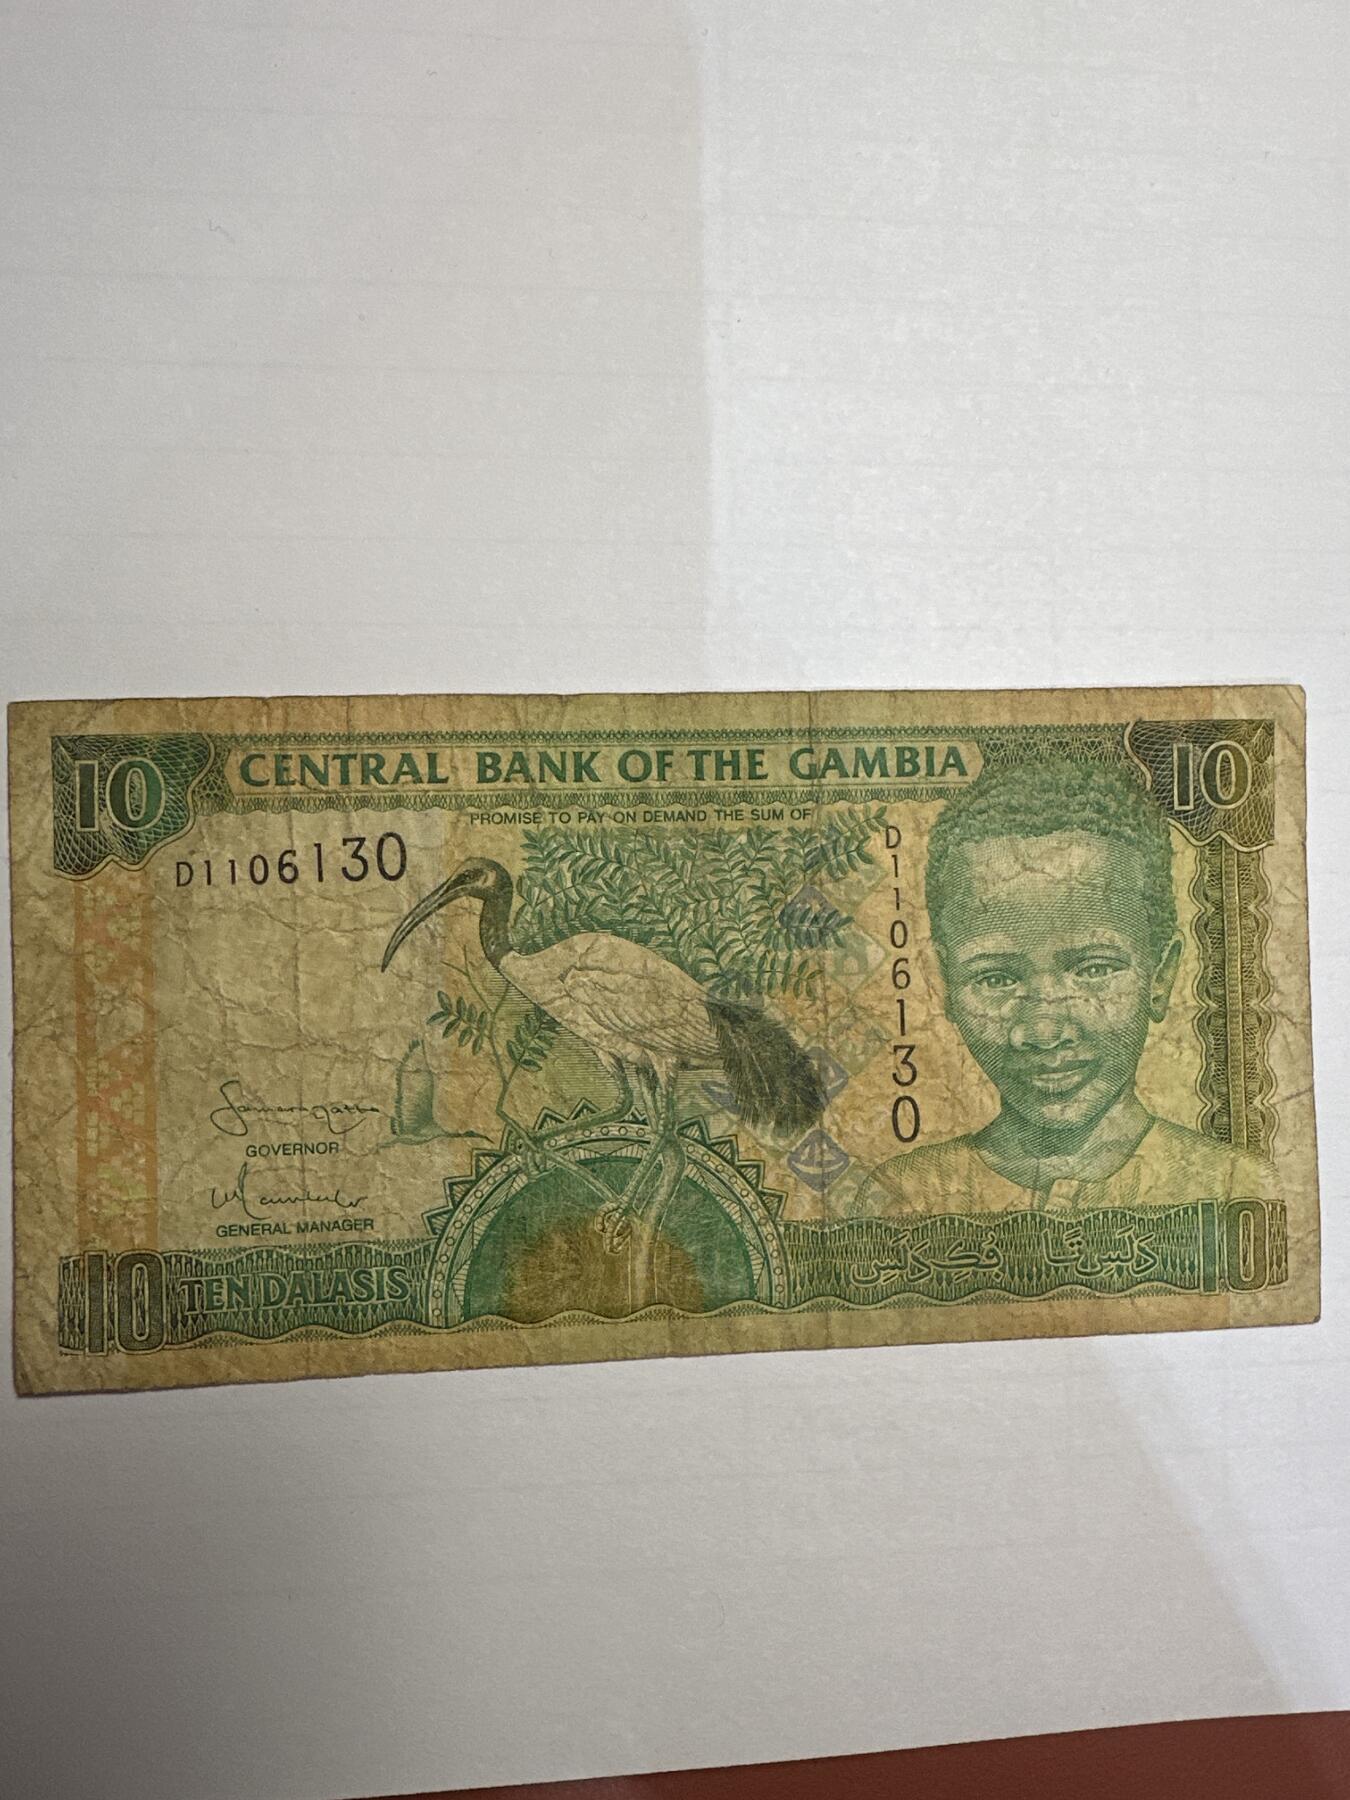 10
CENTRAL BANK OF THE GAMBIA
10
PROMISE TO PAY ON DEMAND THE SUM OF
D1106130
D1106130
GOVERNOR
GENERAL MANAGER
10
TEN DALASIS
10